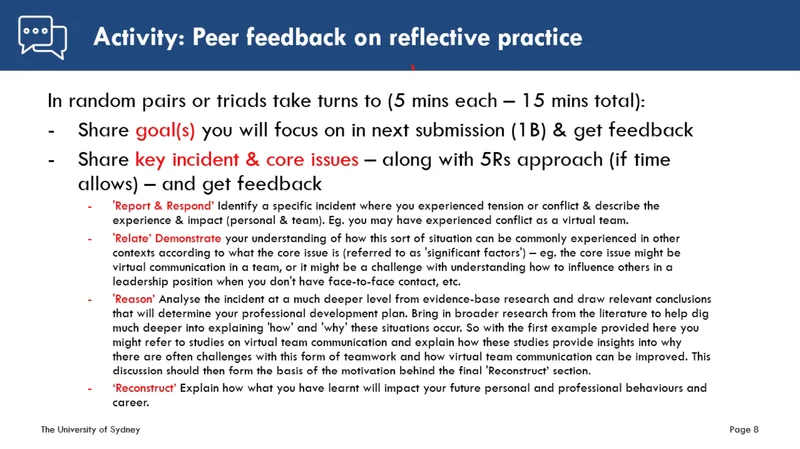 Activity: Peer feedback on reflective practice
In random pairs or triads take turns to (5 mins each – 15 mins total):
- Share goal(s) you will focus on in next submission (1B) & get feedback
- Share key incident & core issues – along with 5Rs approach (if time
allows) – and get feedback
- 'Report & Respond' Identify a specific incident where you experienced tension or conflict & describe the
experience & impact (personal & team). Eg. you may have experienced conflict as a virtual team.
- 'Relate' Demonstrate your understanding of how this sort of situation can be commonly experienced in other
contexts according to what the core issue is (referred to as 'significant factors') – eg. the core issue might be
virtual communication in a team, or it might be a challenge with understanding how to influence others in a
leadership position when you don't have face-to-face contact, etc.
- 'Reason' Analyse the incident at a much deeper level from evidence-base research and draw relevant conclusions
that will determine your professional development plan. Bring in broader research from the literature to help dig
much deeper into explaining 'how' and 'why' these situations occur. So with the first example provided here you
might refer to studies on virtual team communication and explain how these studies provide insights into why
there are often challenges with this form of teamwork and how virtual team communication can be improved. This
discussion should then form the basis of the motivation behind the final 'Reconstruct' section.
- 'Reconstruct' Explain how what you have learnt will impact your future personal and professional behaviours and
career.
The University of Sydney
Page 8